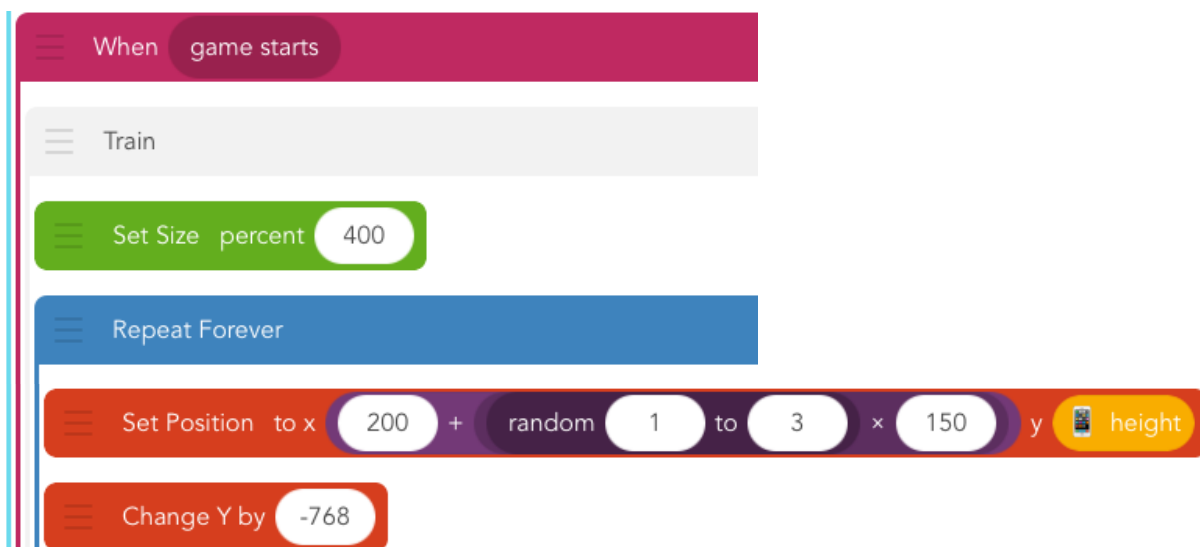 When game starts
Train
Set Size percent 400
Repeat Forever
Set Position to x 200 + random 1 to 3 × 150 y 📱 height
Change Y by -768